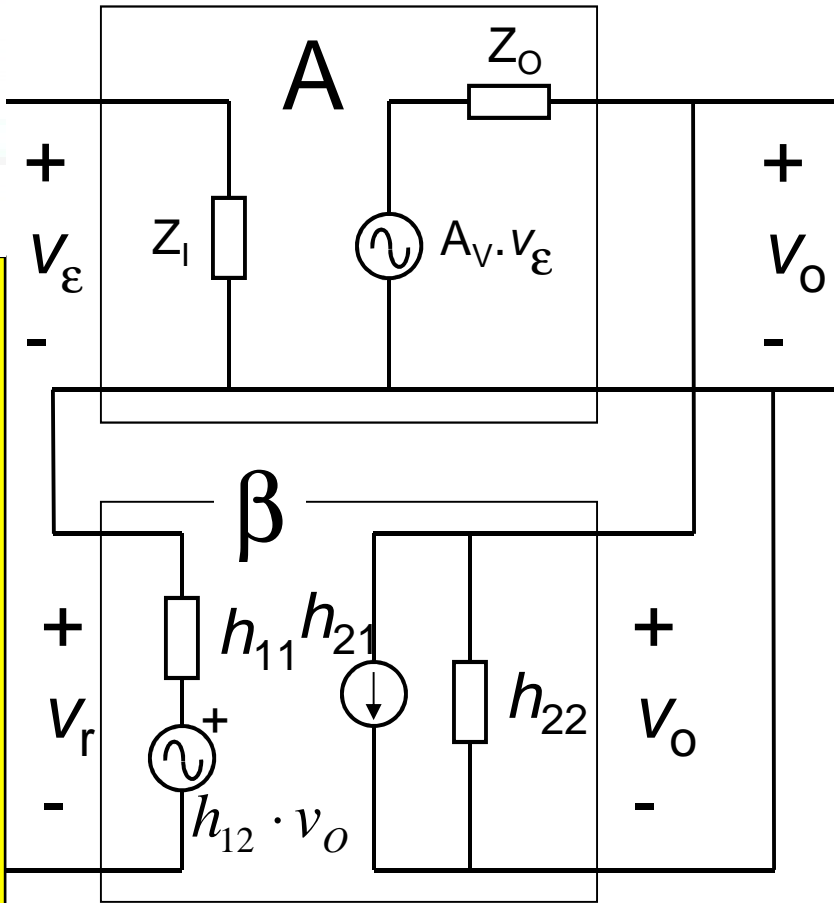 A
Z_O
+
v_ε
-
Z_I
A_V.v_ε
+
v_o
-
β
+
v_r
-
h_11
h_21
+
h_12 · v_O
h_22
+
v_o
-